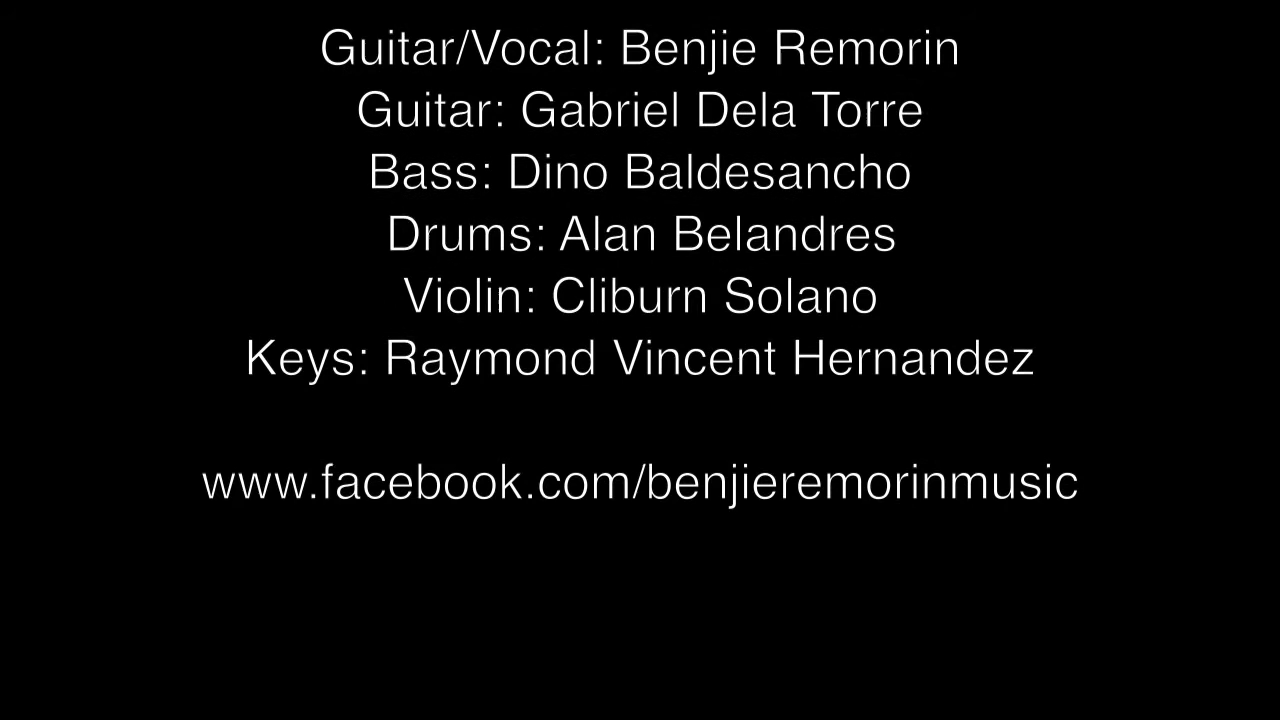 Guitar/Vocal: Benjie Remorin
Guitar: Gabriel Dela Torre
Bass: Dino Baldesancho
Drums: Alan Belandres
Violin: Cliburn Solano
Keys: Raymond Vincent Hernandez
www.facebook.com/benjieremorinmusic